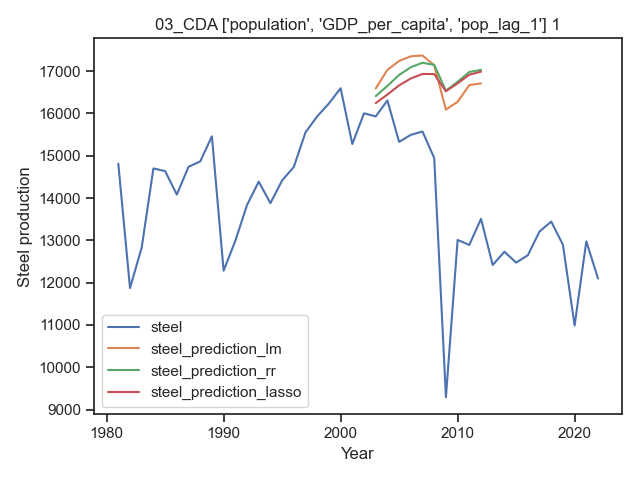 03_CDA ['population', 'GDP_per_capita', 'pop_lag_1'] 1
17000
16000
15000
14000
13000
12000
11000
10000
9000
Steel production
steel
steel_prediction_lm
steel_prediction_rr
steel_prediction_lasso
1980
1990
2000
2010
2020
Year